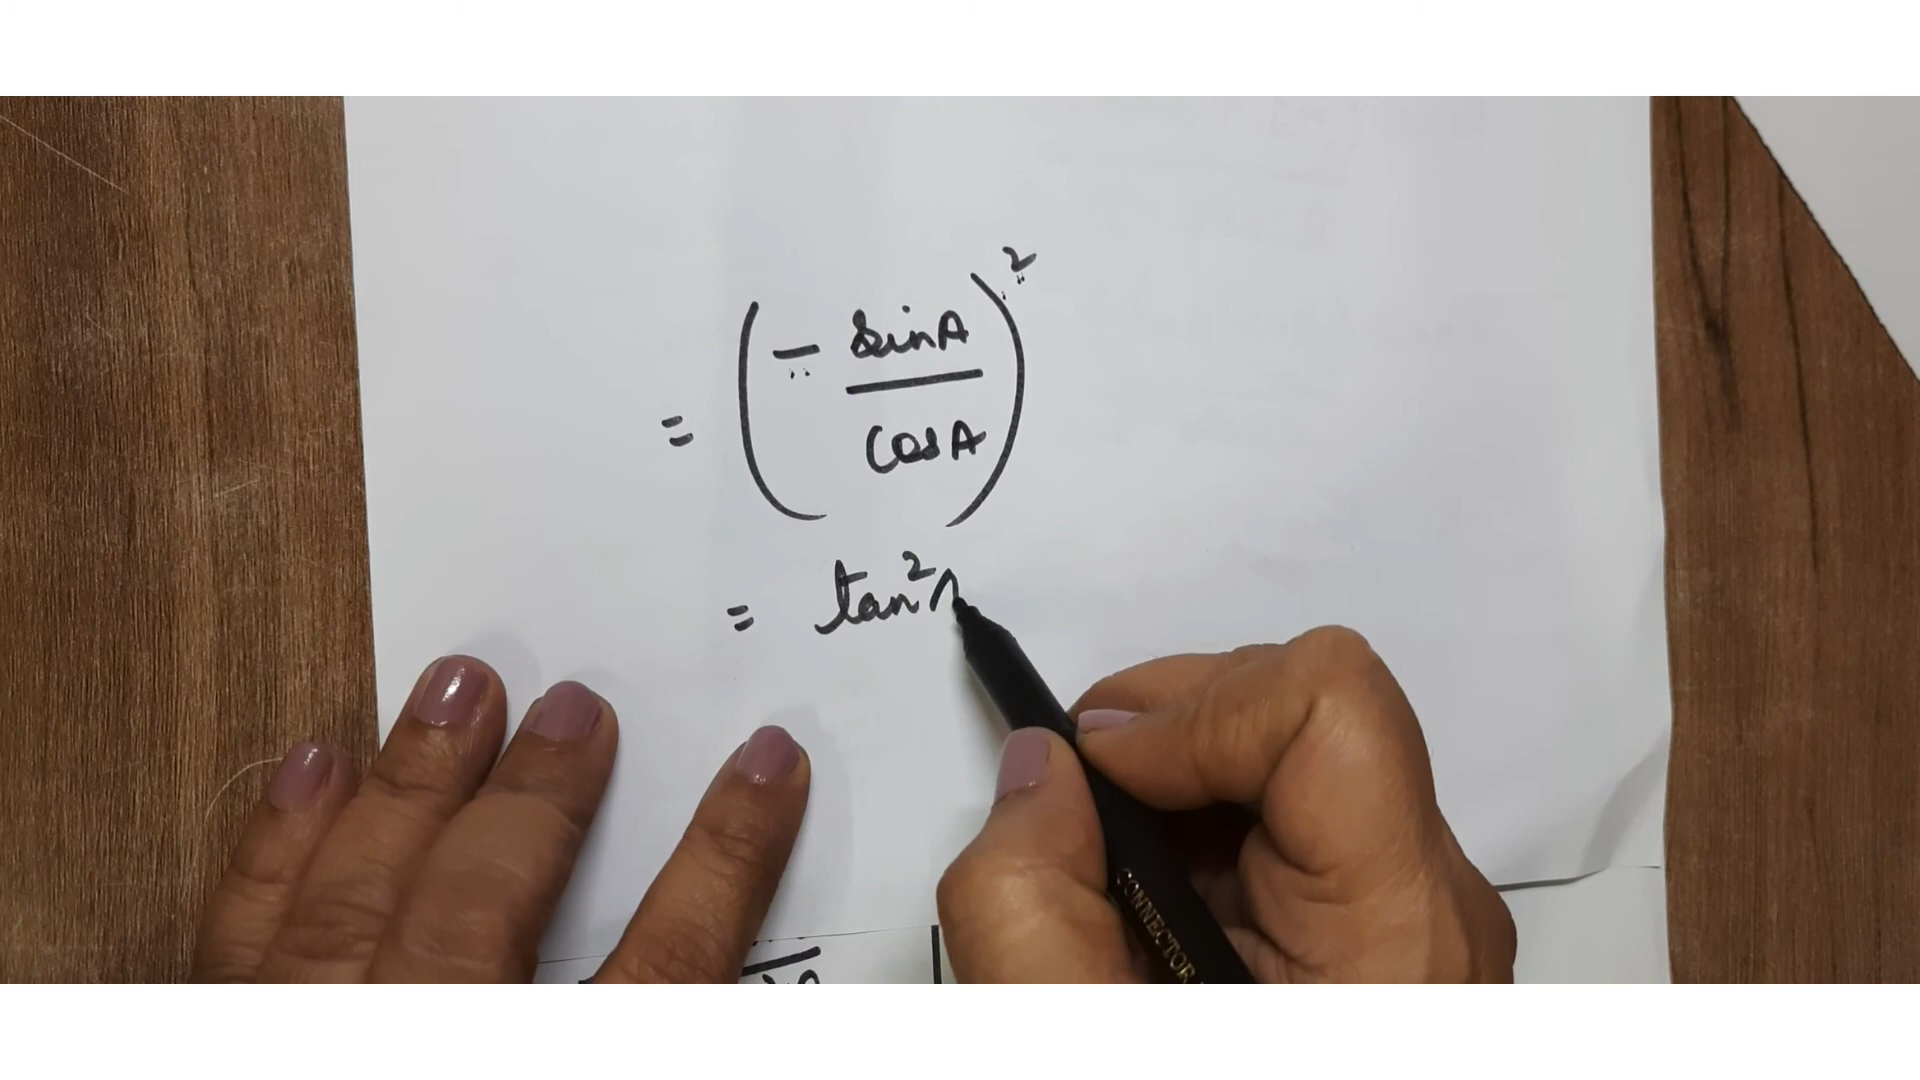 = (- sinA / cosA)²
= tan²A
CONNECTOR